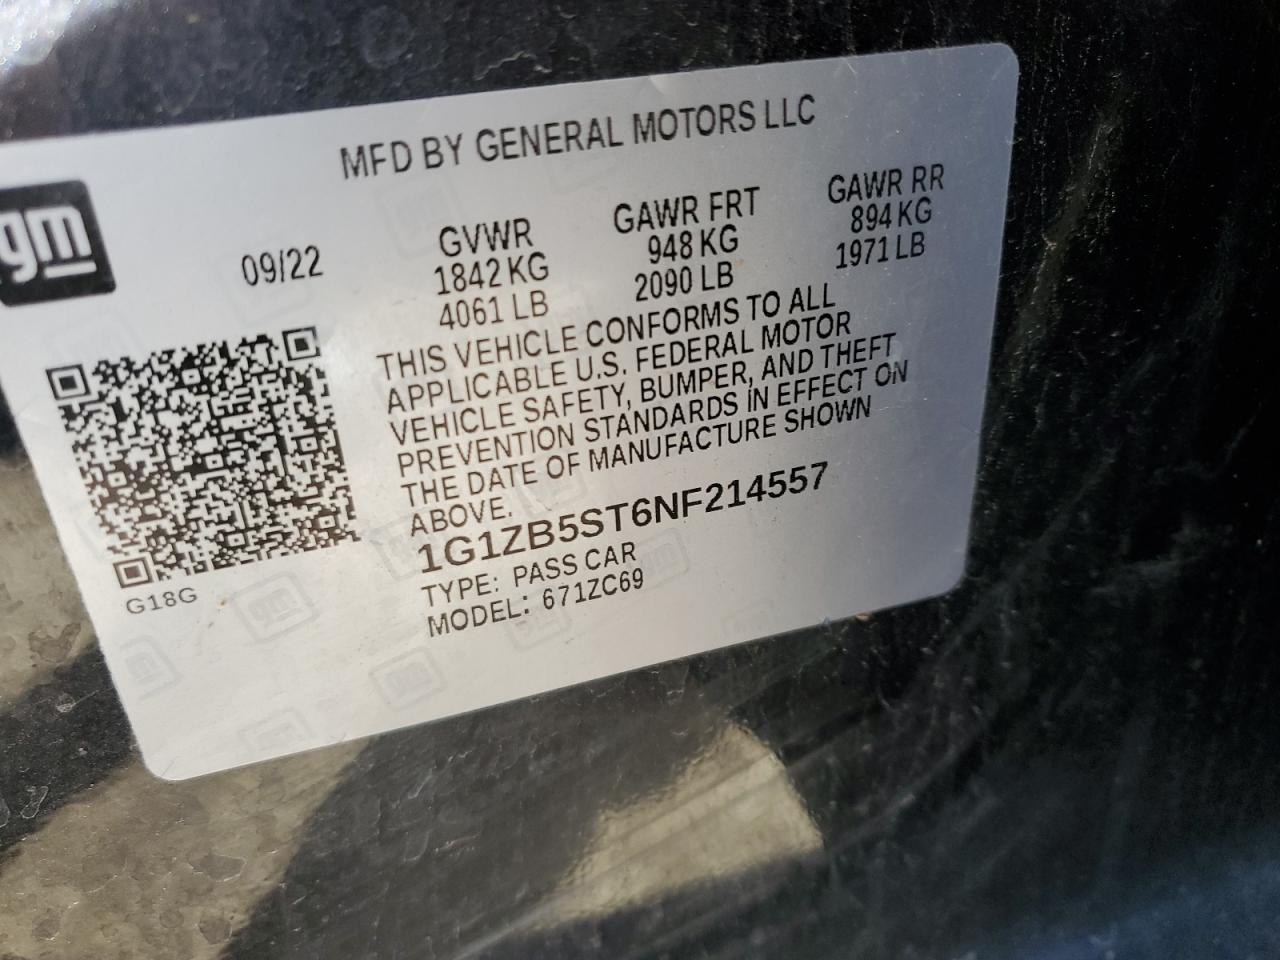 MFD BY GENERAL MOTORS LLC
gm
09/22
GVWR
1842 KG
4061 LB
GAWR FRT
948 KG
2090 LB
GAWR RR
894 KG
1971 LB
THIS VEHICLE CONFORMS TO ALL
APPLICABLE U.S. FEDERAL MOTOR
VEHICLE SAFETY, BUMPER, AND THEFT
PREVENTION STANDARDS IN EFFECT ON
THE DATE OF MANUFACTURE SHOWN
ABOVE.
1G1ZB5ST6NF214557
TYPE: PASS CAR
MODEL: 671ZC69
G18G